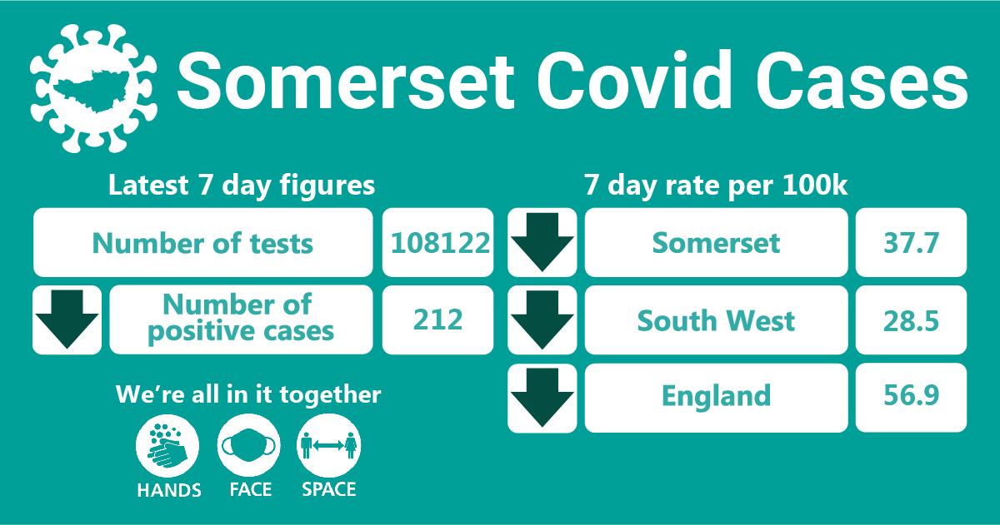 Somerset Covid Cases
Latest 7 day figures
Number of tests
108122
Number of
positive cases
212
7 day rate per 100k
Somerset
37.7
South West
28.5
England
56.9
We’re all in it together
HANDS
FACE
SPACE